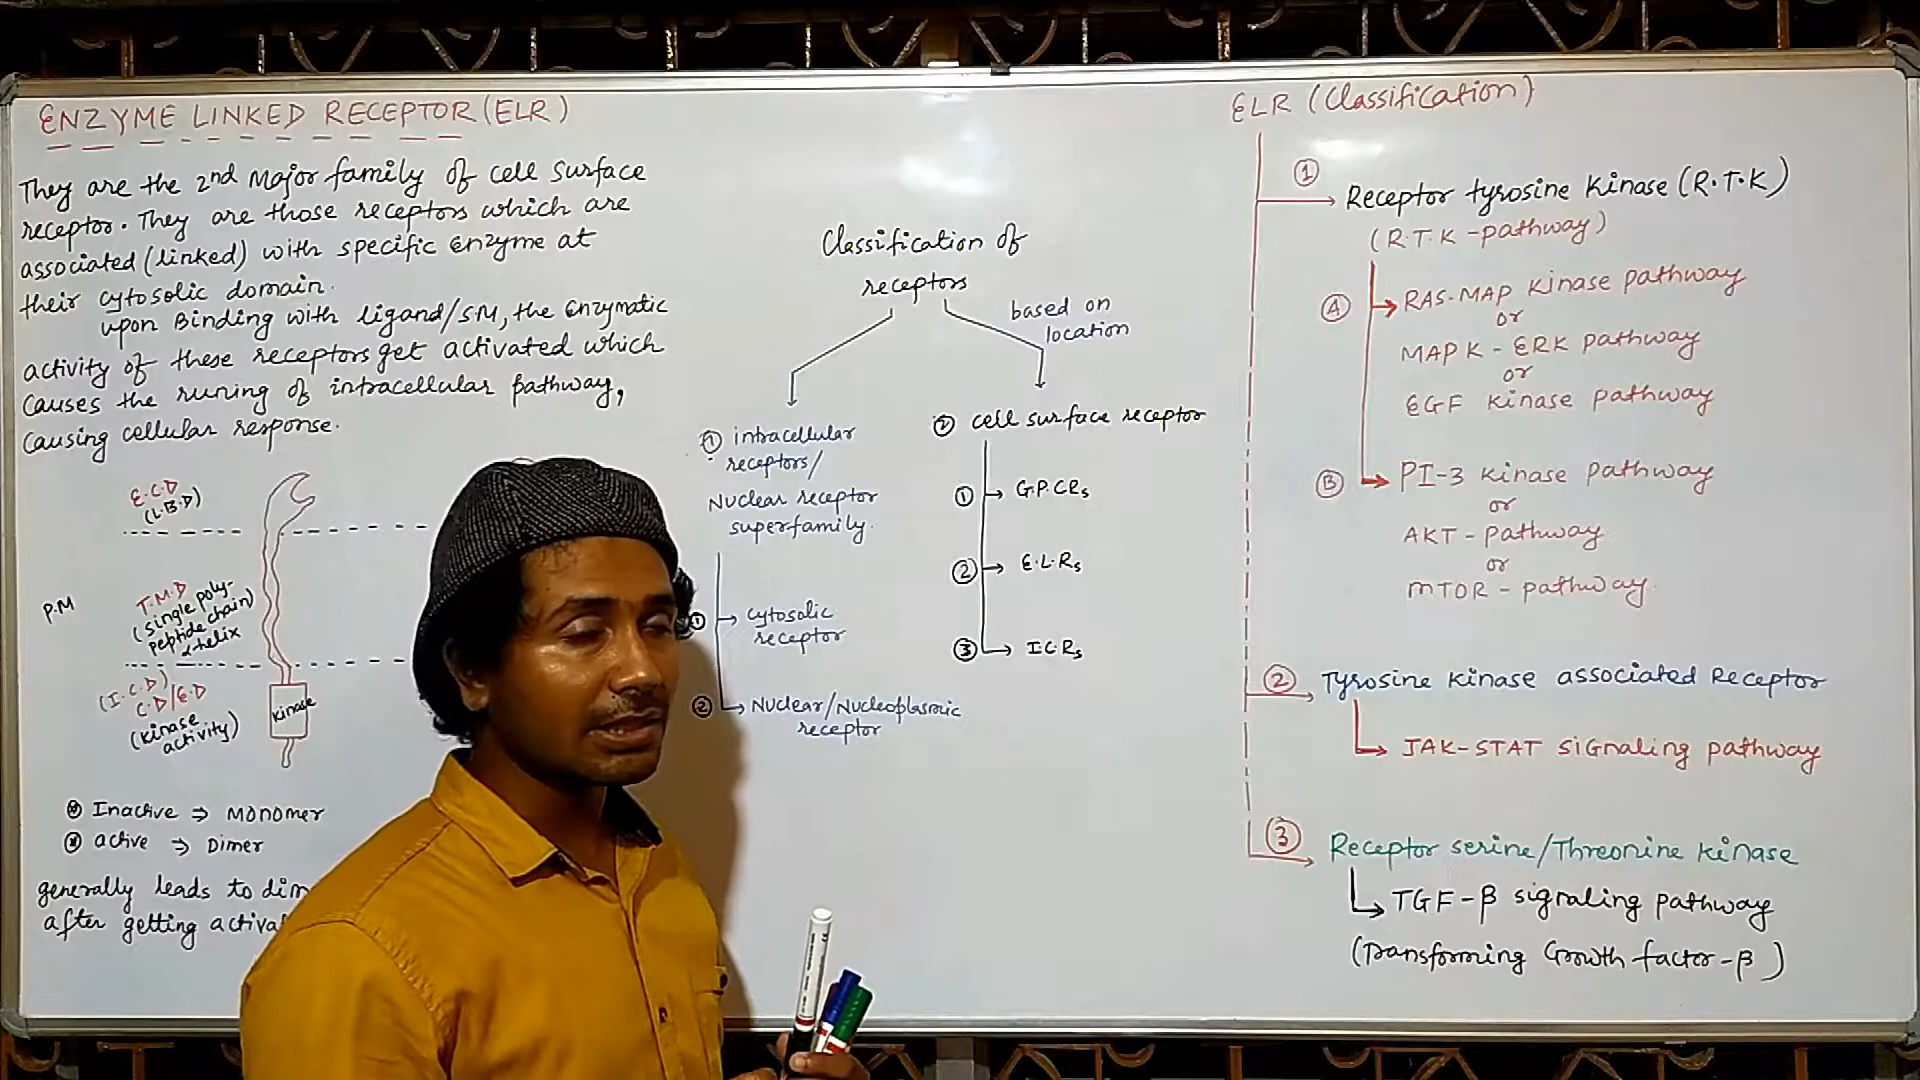 ENZYME LINKED RECEPTOR (ELR)
They are the 2nd Major family of cell surface
receptor. They are those receptors which are
associated (linked) with specific Enzyme at
their cytosolic domain.
upon Binding with ligand/SM, the Enzymatic
activity of these receptors get activated which
causes the runing of intracellular pathway,
causing cellular response.
E.C.D
(L.B.D)
P.M
T.M.D
(single poly-
peptide chain)
α-helix
(I.C.D)
C.D/E.D
(kinase
activity)
kinase
Inactive ⇒ Monomer
active ⇒ Dimer
generally leads to
after getting
Classification of
receptors
based on
location
① intracellular
receptors/
Nuclear receptor
superfamily.
① → cytosolic
receptor
② → Nuclear/Nucleoplasmic
receptor
② cell surface receptor
① → G.P.CRs
② → E.L.Rs
③ → I.C.Rs
ELR (Classification)
① Receptor tyrosine kinase (R.T.K)
(R.T.K - pathway)
Ⓐ → RAS-MAP kinase pathway
or
MAPK - ERK pathway
or
EGF kinase pathway
Ⓑ → PI-3 kinase pathway
or
AKT - pathway
or
mTOR - pathway.
② Tyrosine kinase associated Receptor
→ JAK-STAT signaling pathway
③ Receptor serine/Threonine kinase
→ TGF-β signaling pathway
(Transforming Growth factor-β)